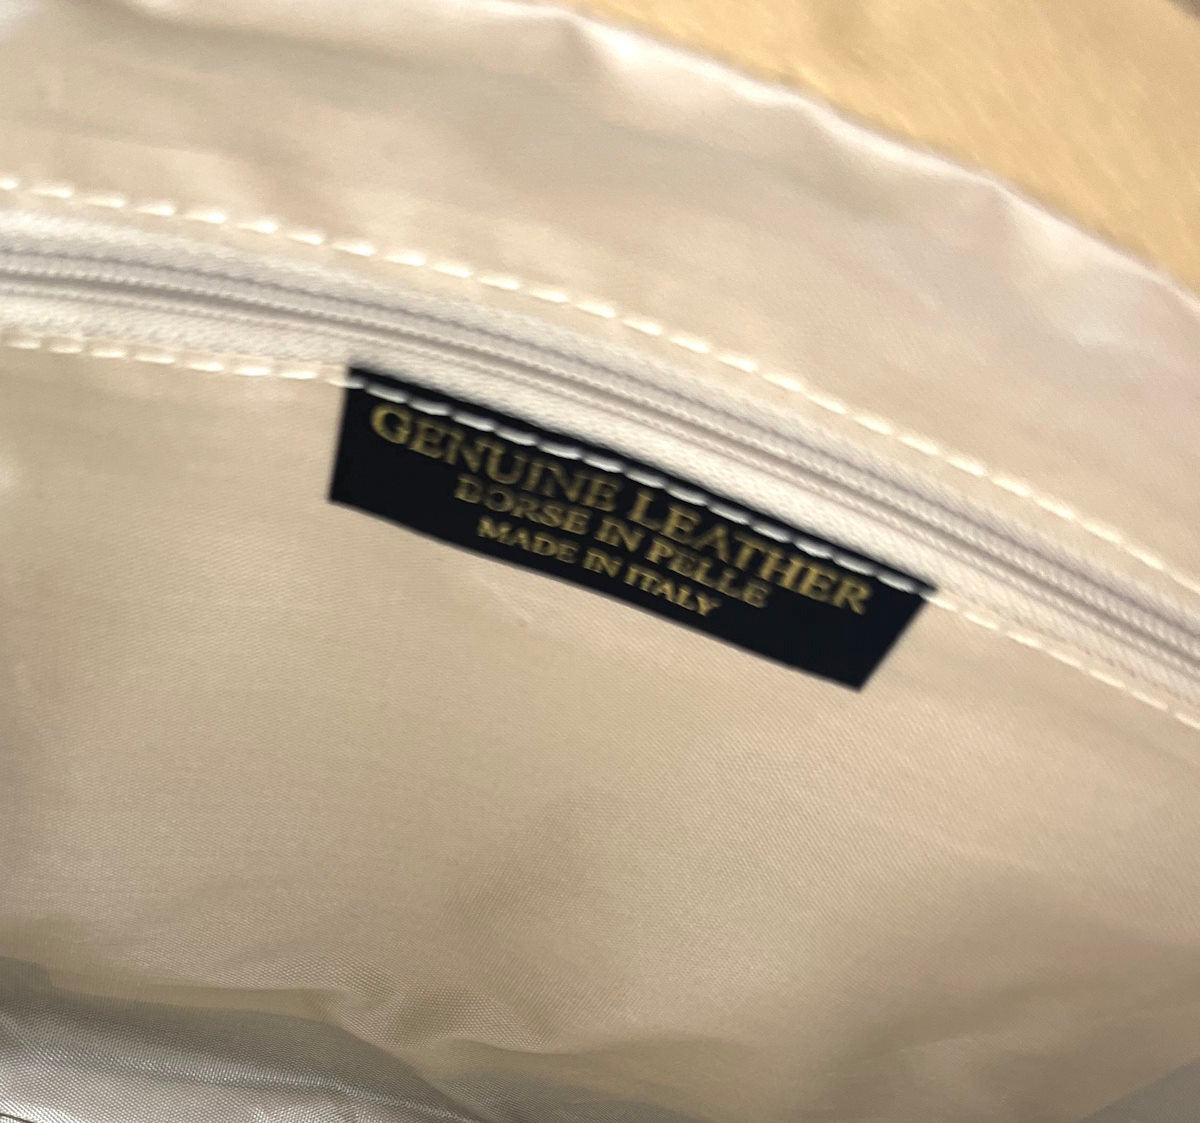 GENUINE LEATHER
BORSE IN PELLE
MADE IN ITALY